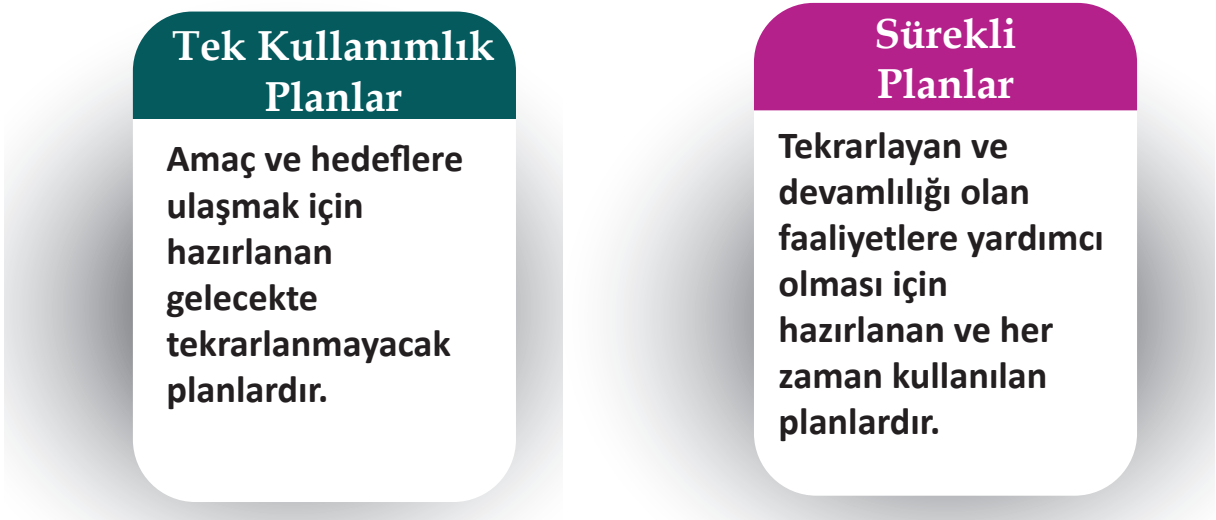 Tek Kullanımlık
Planlar
Amaç ve hedeflere
ulaşmak için
hazırlanan
gelecekte
tekrarlanmayacak
planlardır.
Sürekli
Planlar
Tekrarlayan ve
devamlılığı olan
faaliyetlere yardımcı
olması için
hazırlanan ve her
zaman kullanılan
planlardır.